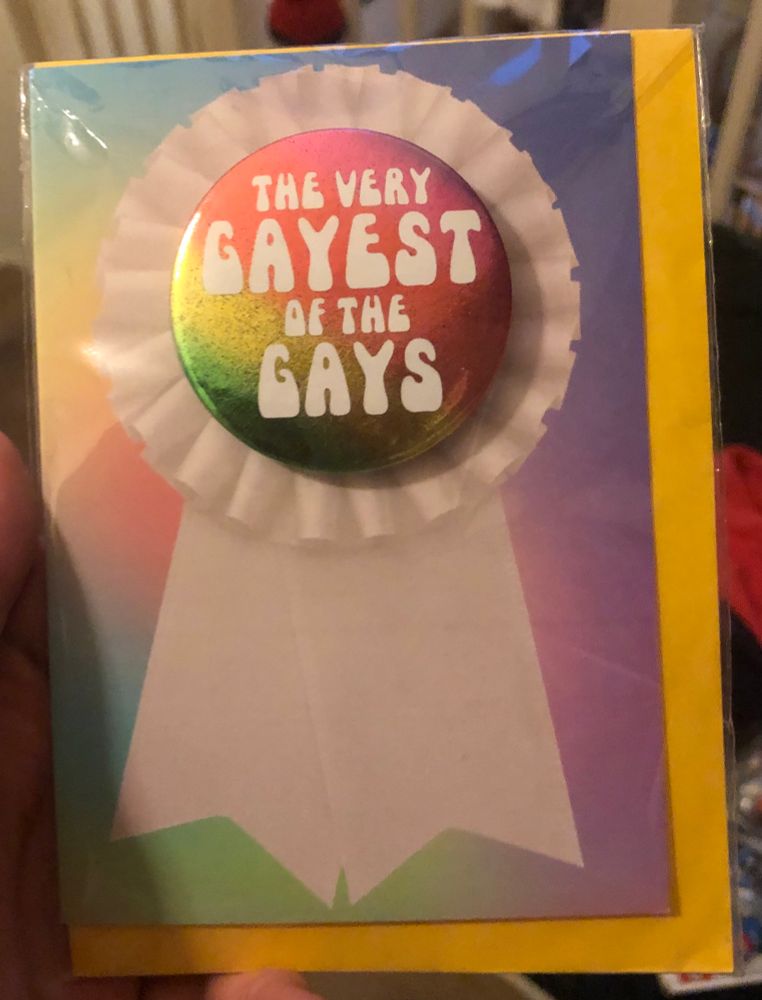 THE VERY
GAYEST
OF THE
GAYS